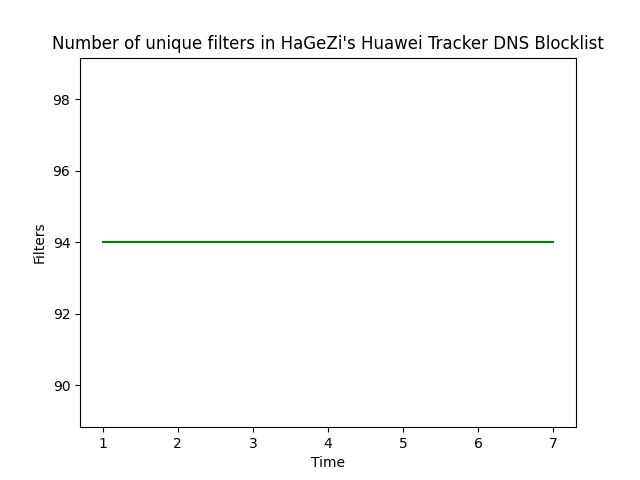 Number of unique filters in HaGeZi's Huawei Tracker DNS Blocklist
98
96
94
92
90
Filters
1 2 3 4 5 6 7
Time